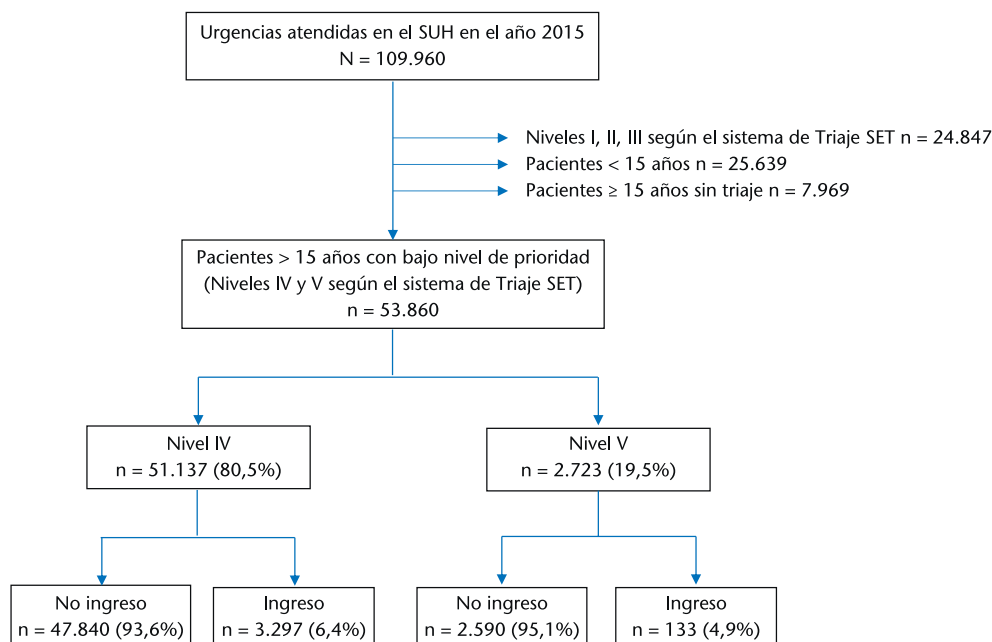 Urgencias atendidas en el SUH en el año 2015
N = 109.960
Niveles I, II, III según el sistema de Triaje SET n = 24.847
Pacientes < 15 años n = 25.639
Pacientes ≥ 15 años sin triaje n = 7.969
Pacientes > 15 años con bajo nivel de prioridad
(Niveles IV y V según el sistema de Triaje SET)
n = 53.860
Nivel IV
n = 51.137 (80,5%)
Nivel V
n = 2.723 (19,5%)
No ingreso
n = 47.840 (93,6%)
Ingreso
n = 3.297 (6,4%)
No ingreso
n = 2.590 (95,1%)
Ingreso
n = 133 (4,9%)